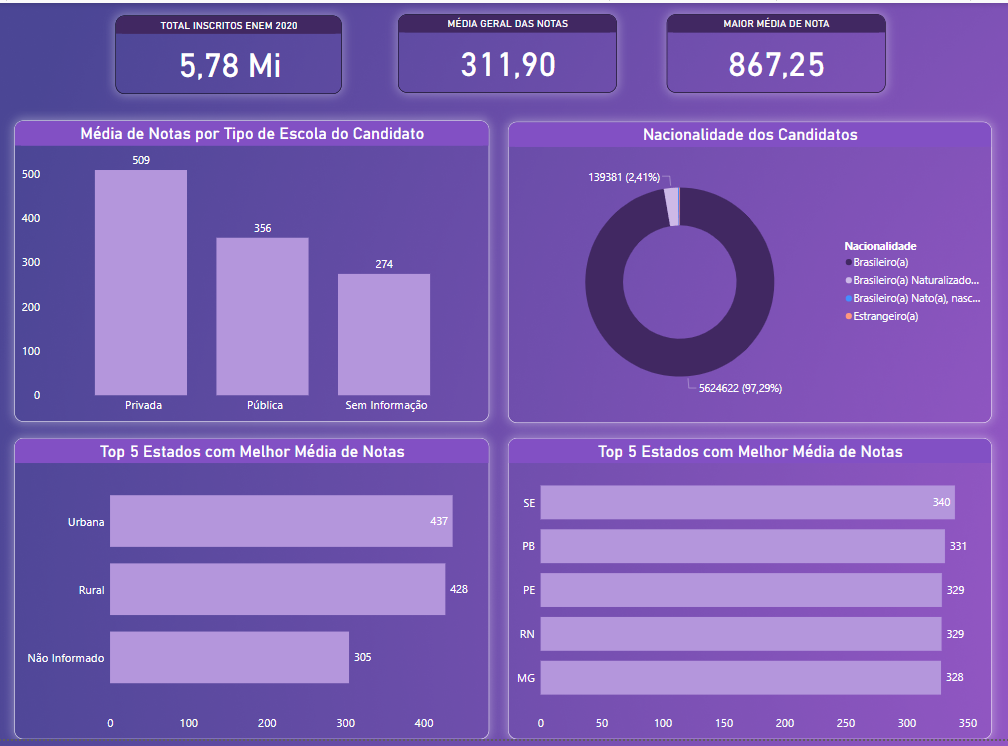 TOTAL INSCRITOS ENEM 2020
5,78 Mi
MÉDIA GERAL DAS NOTAS
311,90
MAIOR MÉDIA DE NOTA
867,25
Média de Notas por Tipo de Escola do Candidato
500
400
300
200
100
0
509
356
274
Privada
Pública
Sem Informação
Nacionalidade dos Candidatos
139381 (2,41%)
5624622 (97,29%)
Nacionalidade
Brasileiro(a)
Brasileiro(a) Naturalizado...
Brasileiro(a) Nato(a), nasc...
Estrangeiro(a)
Top 5 Estados com Melhor Média de Notas
Urbana
437
Rural
428
Não Informado
305
0
100
200
300
400
Top 5 Estados com Melhor Média de Notas
SE
340
PB
331
PE
329
RN
329
MG
328
0
50
100
150
200
250
300
350